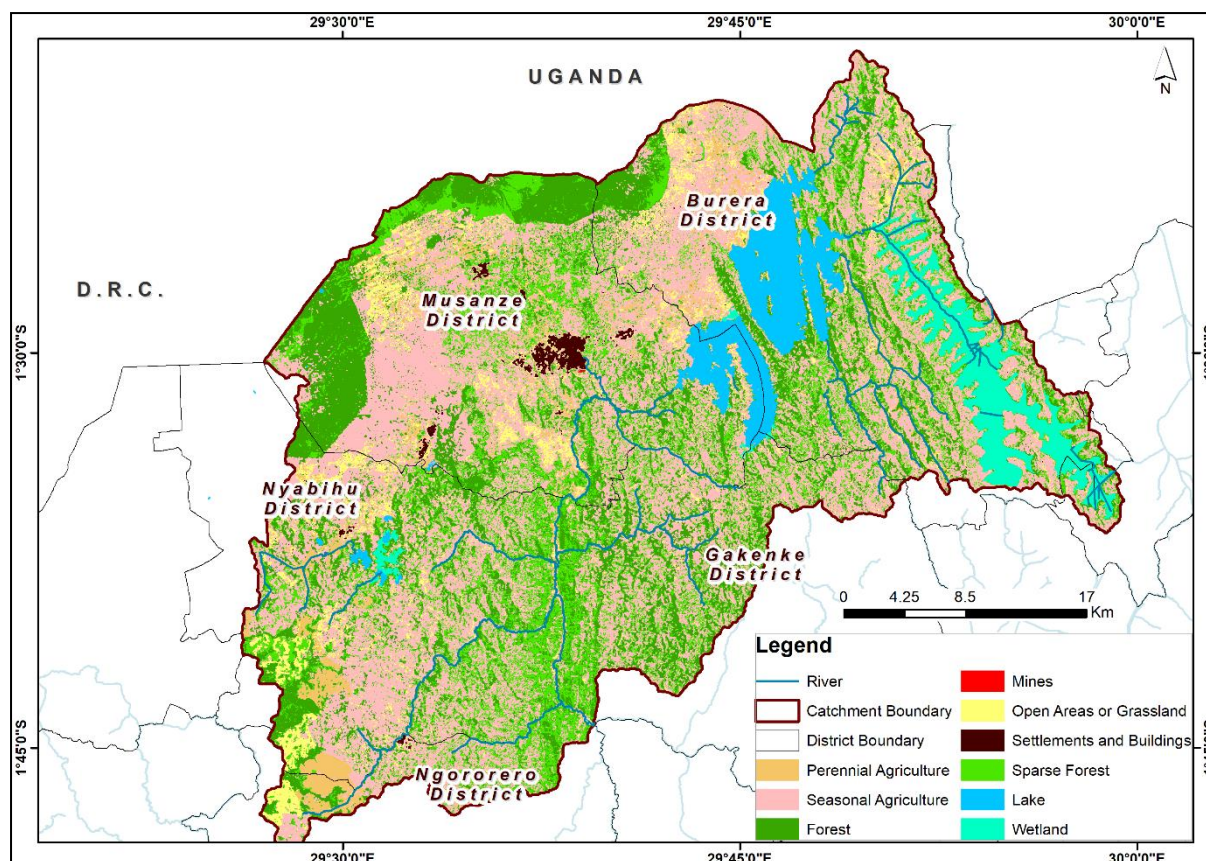 29°30'0"E 29°45'0"E 30°0'0"E
UGANDA
N
Burera
District
D.R.C.
Musanze
District
1°30'0"S
Nyabihu
District
Gakenke
District
0 4.25 8.5 17
Km
Legend
River
Mines
Catchment Boundary
Open Areas or Grassland
District Boundary
Settlements and Buildings
Perennial Agriculture
Sparse Forest
Seasonal Agriculture
Lake
Forest
Wetland
1°45'0"S
Ngororero
District
29°30'0"E 29°45'0"E 30°0'0"E